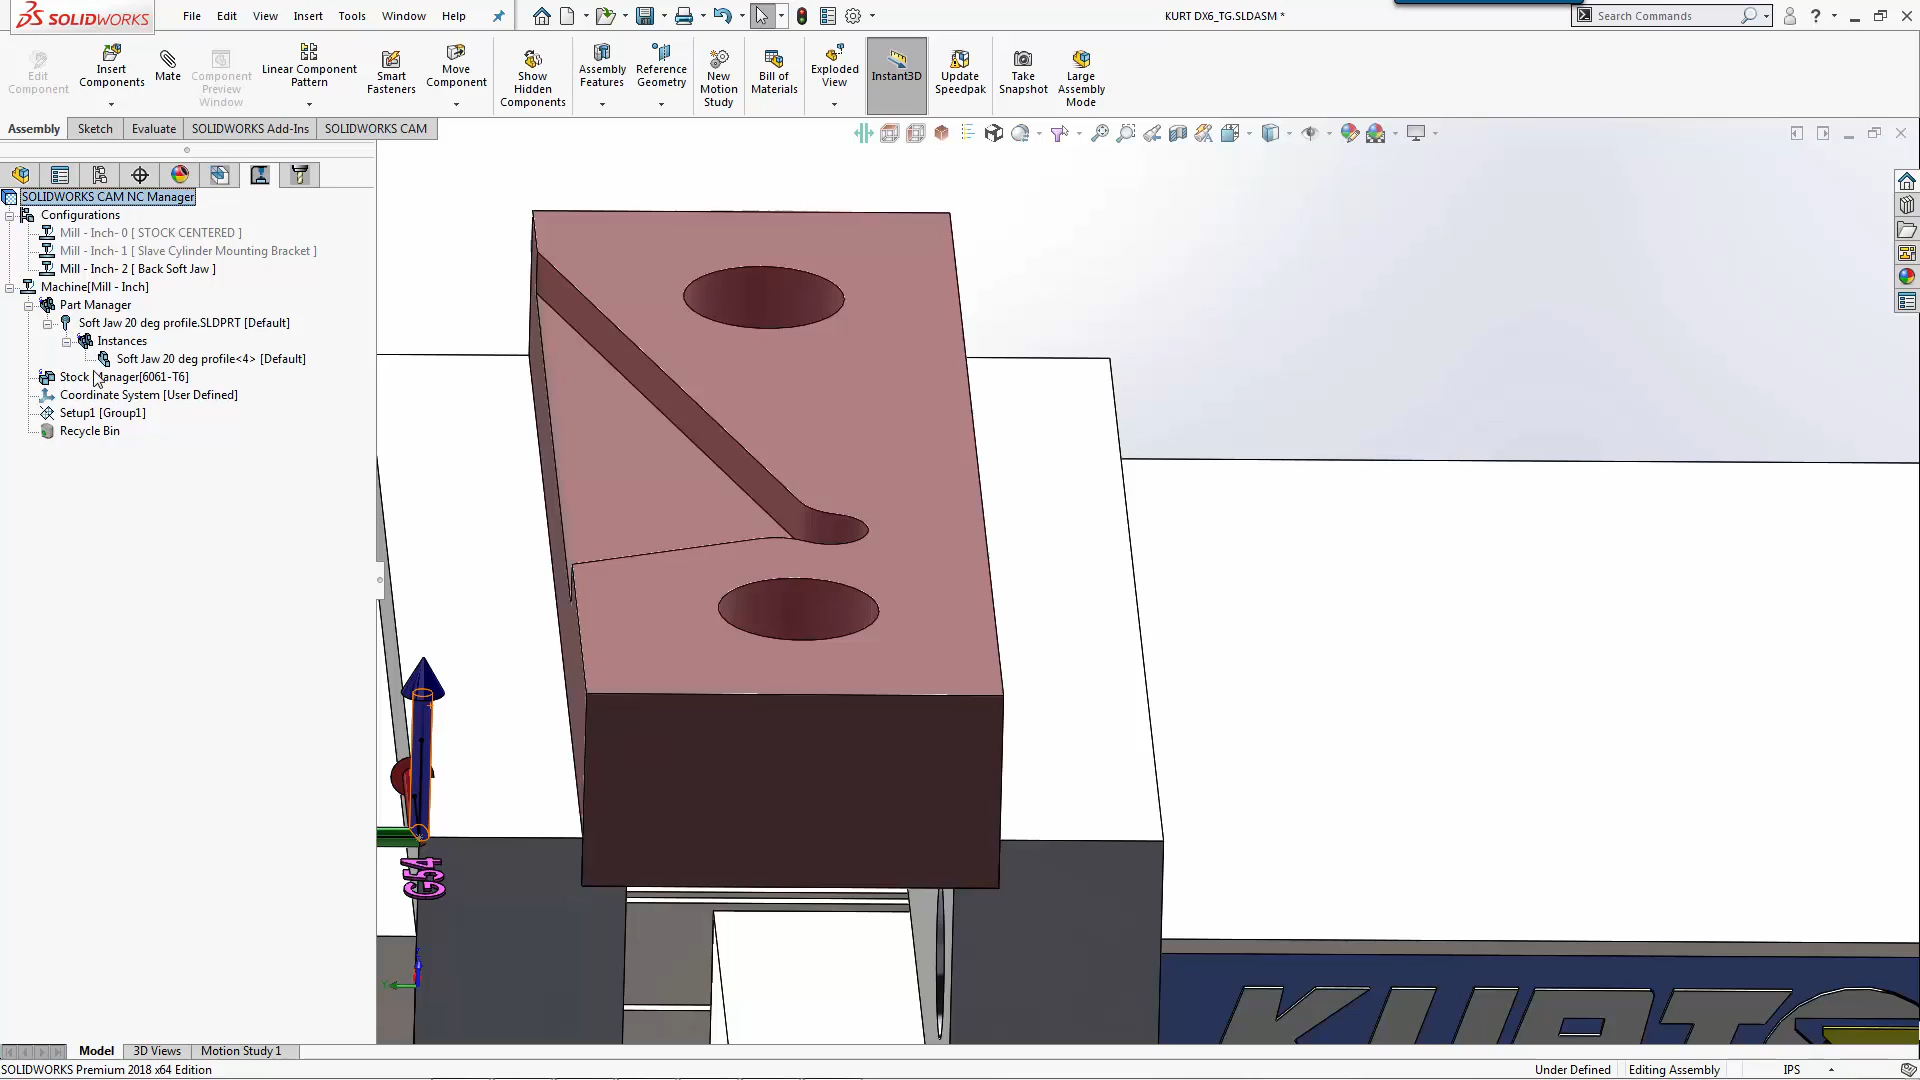 SOLIDWORKS
File Edit View Insert Tools Window Help
KURT DX6_TG.SLDASM *
Search Commands
Edit Component
Insert Components
Mate
Component Preview Window
Linear Component Pattern
Smart Fasteners
Move Component
Show Hidden Components
Assembly Features
Reference Geometry
New Motion Study
Bill of Materials
Exploded View
Instant3D
Update Speedpak
Take Snapshot
Large Assembly Mode
Assembly Sketch Evaluate SOLIDWORKS Add-Ins SOLIDWORKS CAM
SOLIDWORKS CAM NC Manager
Configurations
Mill - Inch- 0 [ STOCK CENTERED ]
Mill - Inch- 1 [ Slave Cylinder Mounting Bracket ]
Mill - Inch- 2 [ Back Soft Jaw ]
Machine[Mill - Inch]
Part Manager
Soft Jaw 20 deg profile.SLDPRT [Default]
Instances
Soft Jaw 20 deg profile<4> [Default]
Stock Manager[6061-T6]
Coordinate System [User Defined]
Setup1 [Group1]
Recycle Bin
G54
Y
KURT
Model 3D Views Motion Study 1
SOLIDWORKS Premium 2018 x64 Edition
Under Defined Editing Assembly IPS